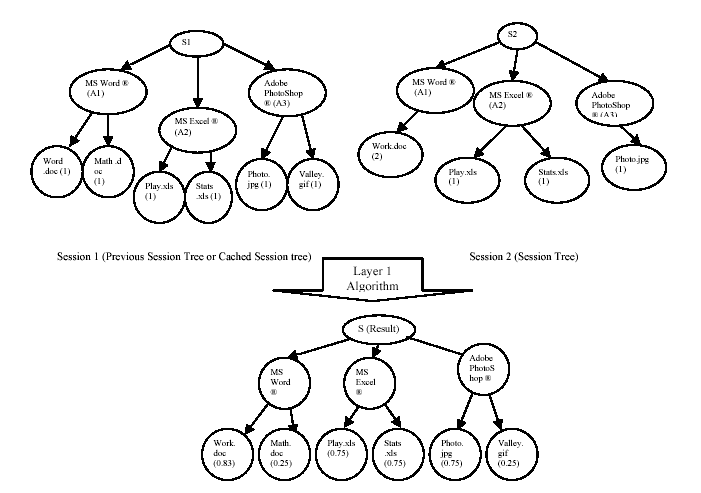 S1
MS Word ®
(A1)
MS Excel ®
(A2)
Adobe
PhotoShop
® (A3)
Word
.doc (1)
Math .d
oc
(1)
Play.xls
(1)
Stats
.xls (1)
Photo.
jpg (1)
Valley.
gif (1)
S2
MS Word ®
(A1)
MS Excel ®
(A2)
Adobe
PhotoShop
® (A3)
Work.doc
(2)
Play.xls
(1)
Stats.xls
(1)
Photo.jpg
(1)
Session 1 (Previous Session Tree or Cached Session tree)
Session 2 (Session Tree)
Layer 1
Algorithm
S (Result)
MS
Word
®
MS
Excel
®
Adobe
PhotoS
hop ®
Work.
doc
(0.83)
Math.
doc
(0.25)
Play.xls
(0.75)
Stats
.xls
(0.75)
Photo.
jpg
(0.75)
Valley.
gif
(0.25)